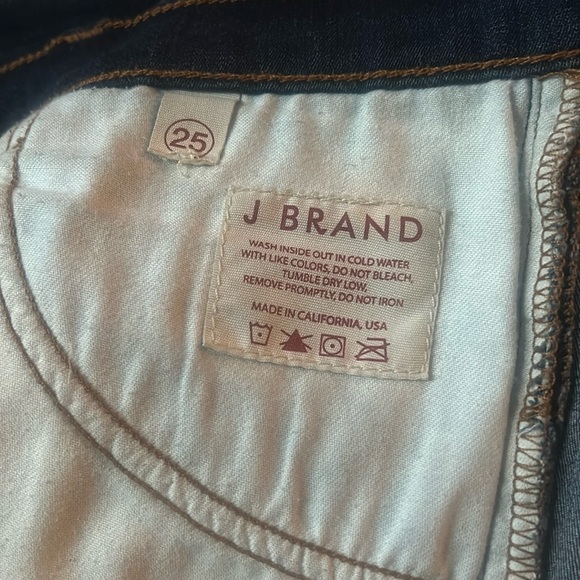 25
J BRAND
WASH INSIDE OUT IN COLD WATER
WITH LIKE COLORS, DO NOT BLEACH,
TUMBLE DRY LOW,
REMOVE PROMPTLY, DO NOT IRON
MADE IN CALIFORNIA, USA